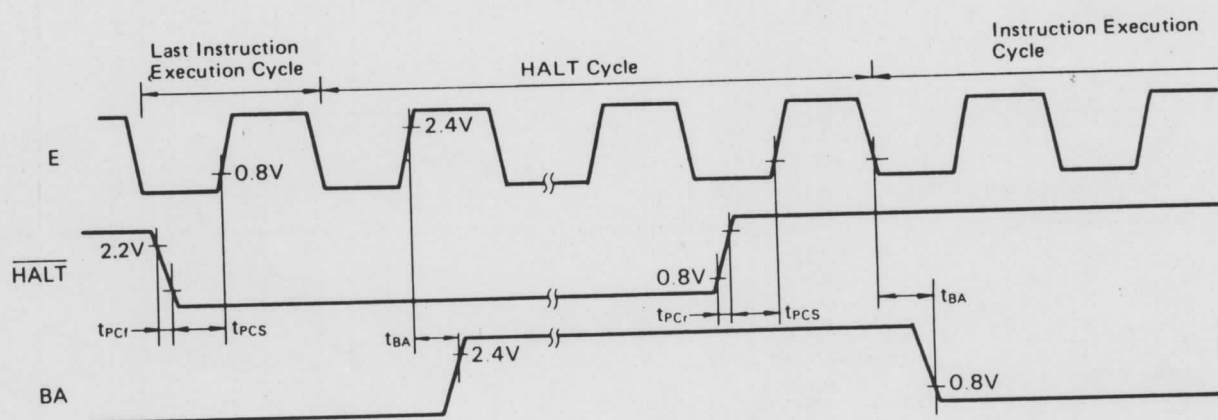 Last Instruction
Execution Cycle
HALT Cycle
Instruction Execution
Cycle
E
0.8V
2.4V
HALT
2.2V
0.8V
tPCf
tPCS
tBA
tPCr
tPCS
tBA
BA
2.4V
0.8V